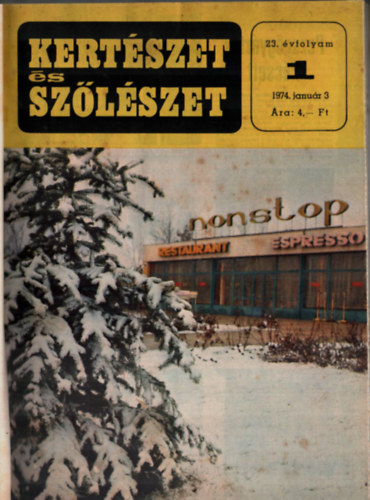 KERTÉSZET
és
SZŐLÉSZET
23. évfolyam
1
1974. január 3
Ára: 4,– Ft
nonstop
RESTAURANT ESPRESSO